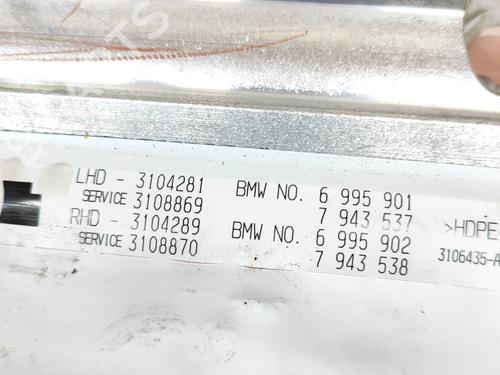 LHD - 3104281 BMW NO. 6 995 901
SERVICE 3108869 7 943 537
RHD - 3104289 BMW NO. 6 995 902
SERVICE 3108870 7 943 538
>HDPE
3106435-A